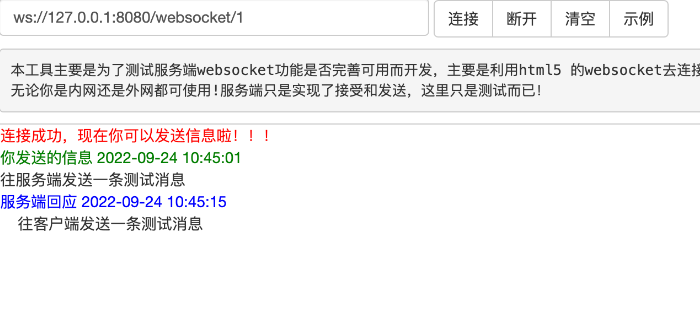 ws://127.0.0.1:8080/websocket/1 连接 断开 清空 示例
本工具主要是为了测试服务端websocket功能是否完善可用而开发，主要是利用html5 的websocket去连接
无论你是内网还是外网都可使用!服务端只是实现了接受和发送，这里只是测试而已!
连接成功，现在你可以发送信息啦！！！
你发送的信息 2022-09-24 10:45:01
往服务端发送一条测试消息
服务端回应 2022-09-24 10:45:15
往客户端发送一条测试消息